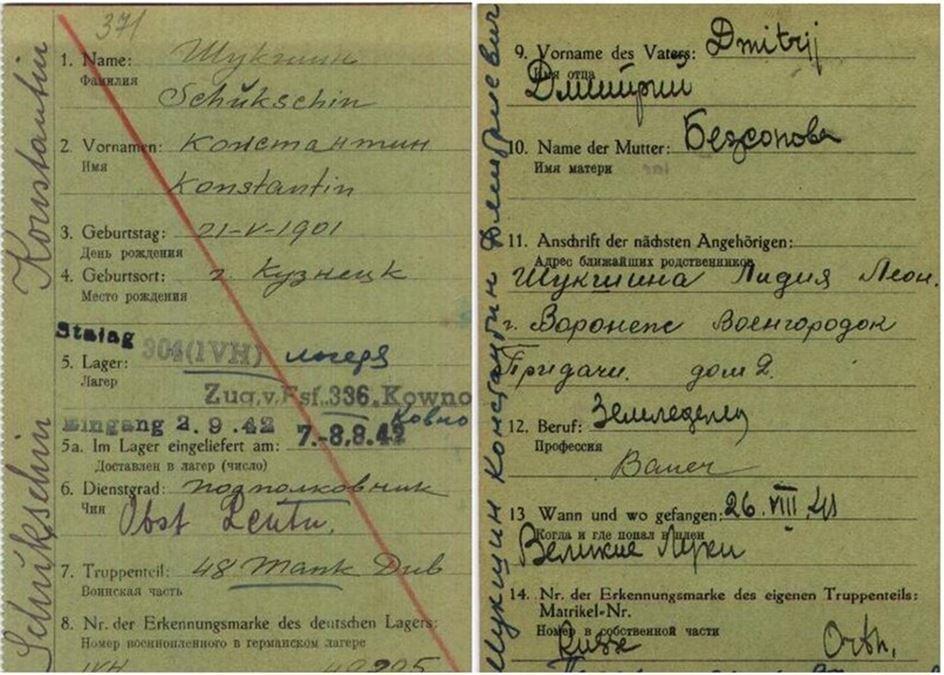 371
Schukschin Konstantin
1. Name: Шукшин
Фамилия
Schükschin
2. Vornamen: Константин
Имя
Konstantin
3. Geburtstag: 21-V-1901
День рождения
4. Geburtsort: г. Кузнецк
Место рождения
Stalag 304(IVH) лагеря
5. Lager:
Лагерь
Zug.v.Fsf.336.Kowno
Ковно
Eingang 2.9.42 7.-8.8.42
5a. Im Lager eingeliefert am:
Доставлен в лагерь (число)
6. Dienstgrad: подполковник
Чин
Obst Leutn.
7. Truppenteil: 48 Танк Див
Воинская часть
8. Nr. der Erkennungsmarke des deutschen Lagers:
Номер военнопленного в германском лагере
IVH
Шукшин Константин Дмитриевич
9. Vorname des Vaters: Dmitrij
Имя отца
Дмитрий
10. Name der Mutter: Безсонова
Имя матери
11. Anschrift der nächsten Angehörigen:
Адрес ближайших родственников
Шукшина Лидия Леон.
г. Воронеж Военгородок
Придачи. дом 2.
12. Beruf: Земледелец
Профессия
Bauer
13 Wann und wo gefangen: 26.VIII.41
Когда и где попал в плен
Великие Луки
14. Nr. der Erkennungsmarke des eigenen Truppenteils:
Matrikel-Nr.
Номер в собственной части
Russe Orth.